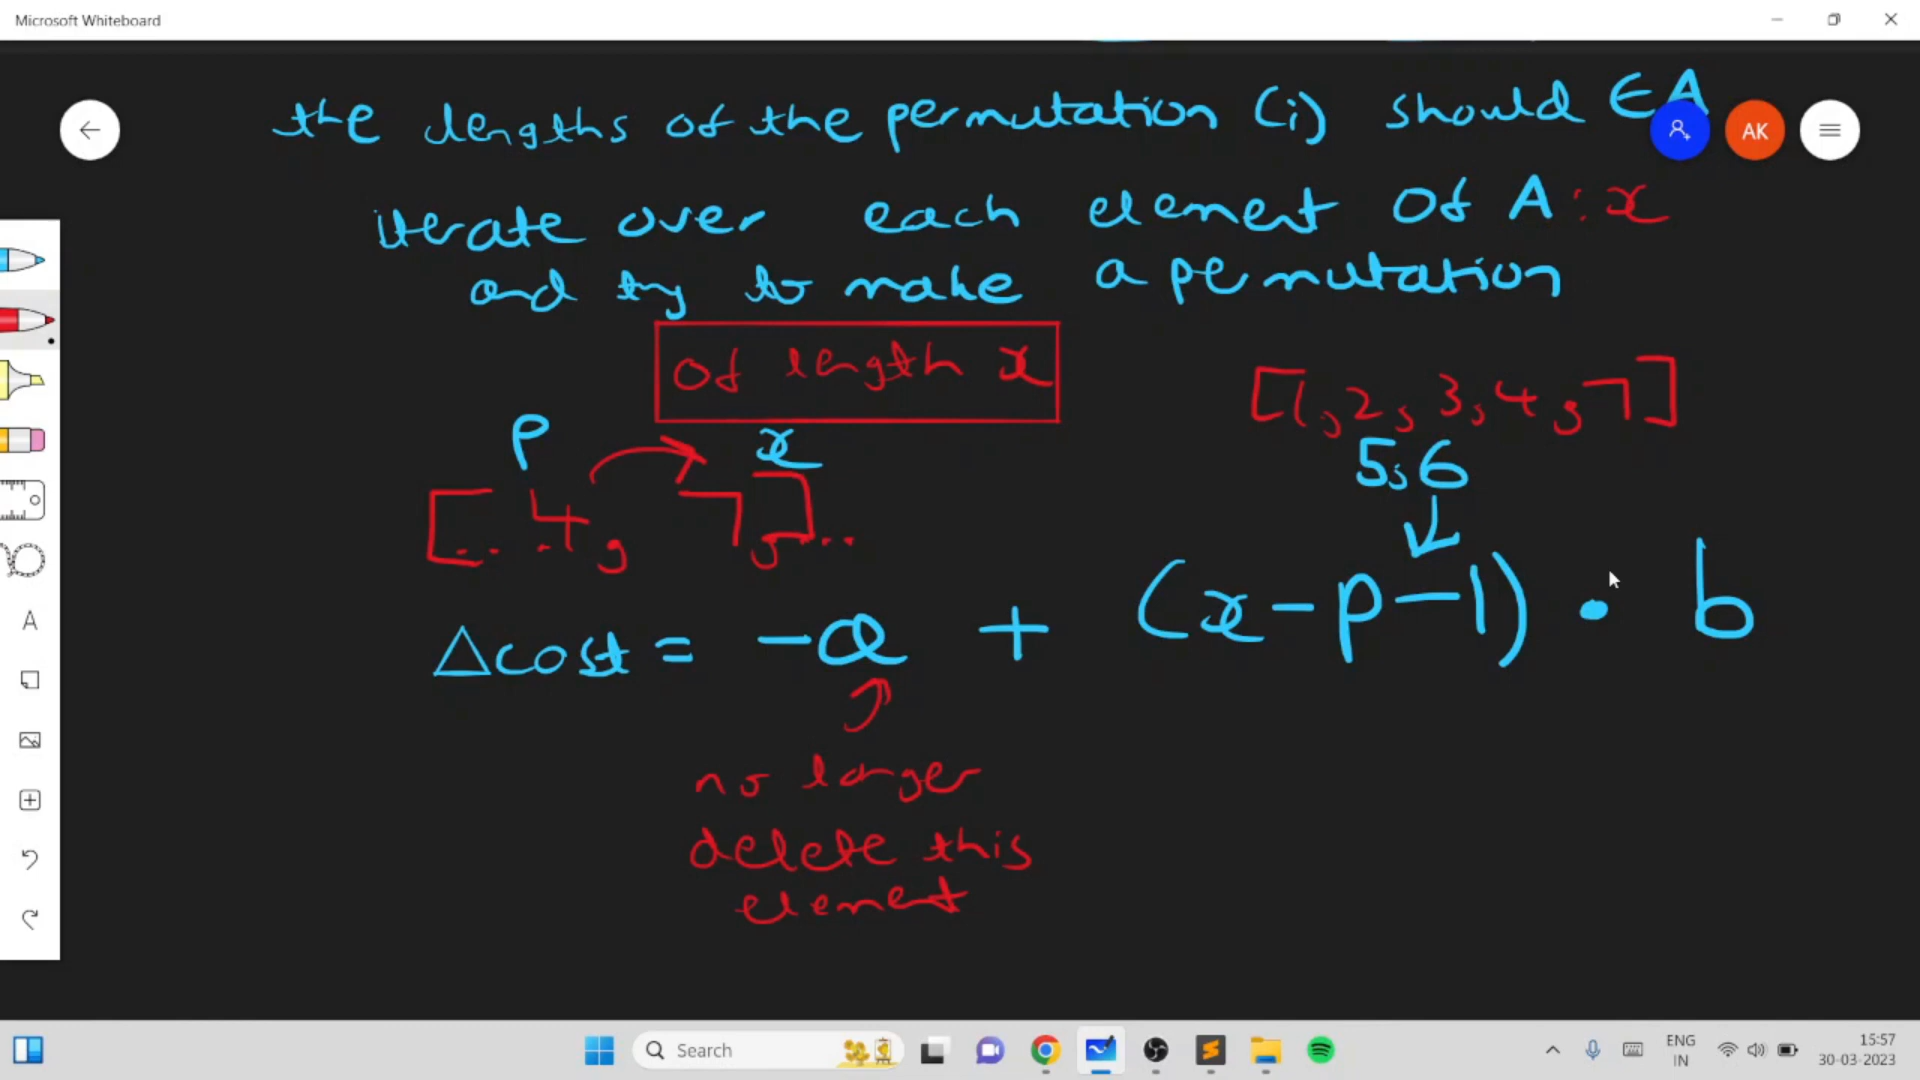 Microsoft Whiteboard
the lengths of the permutation (i) should ∈ A
AK
iterate over each element of A : x
and try to make a permutation
of length x
[1, 2, 3, 4, 7]
5, 6
p x
[.. .4, 7], ...
Δcost = -a + (x-p-1) • b
no longer
delete this
element
A
Search
ENG
IN
15:57
30-03-2023